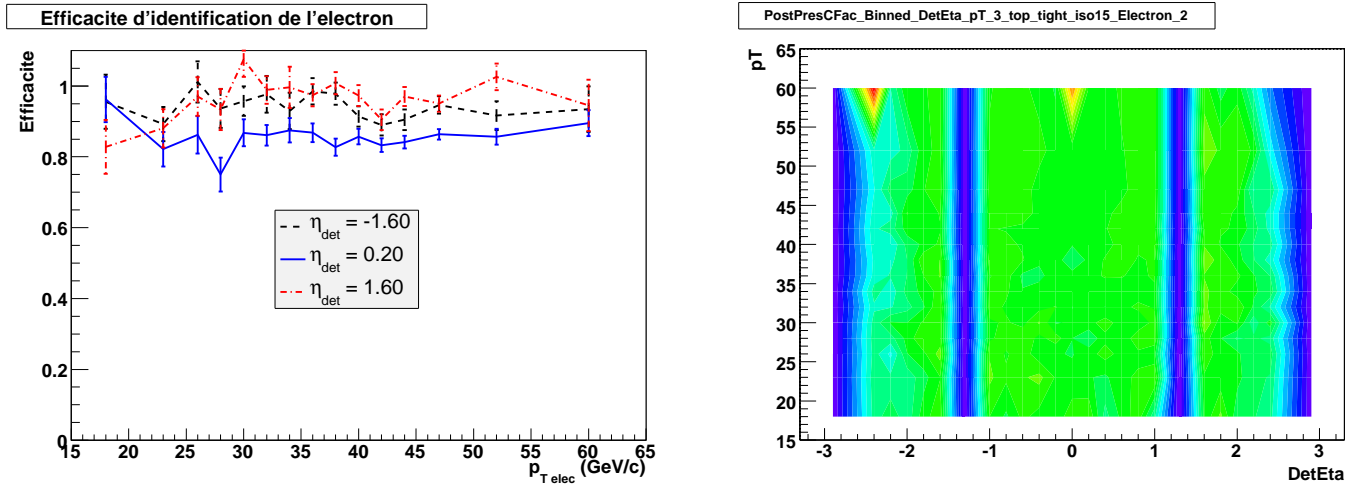 Efficacite d'identification de l'electron
Efficacite
1
0.8
0.6
0.4
0.2
0
15 20 25 30 35 40 45 50 55 60 65
p_T elec (GeV/c)
η_det = -1.60
η_det = 0.20
η_det = 1.60
PostPresCFac_Binned_DetEta_pT_3_top_tight_iso15_Electron_2
pT
65
60
55
50
45
40
35
30
25
20
15
-3 -2 -1 0 1 2 3
DetEta